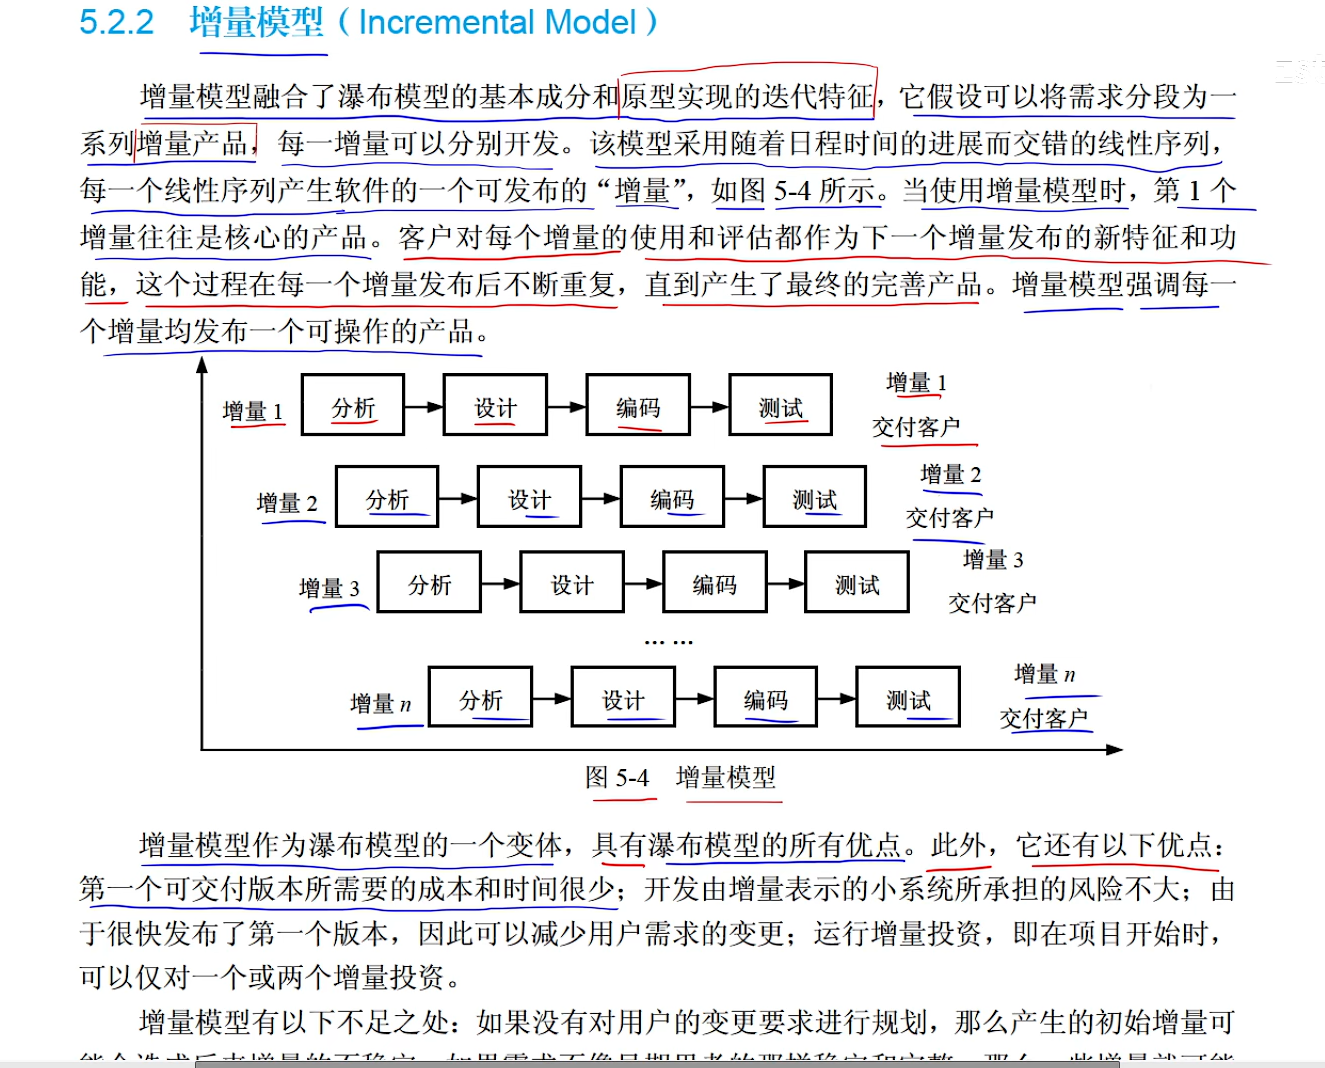 5.2.2 增量模型（Incremental Model）
增量模型融合了瀑布模型的基本成分和原型实现的迭代特征，它假设可以将需求分段为一
系列增量产品，每一增量可以分别开发。该模型采用随着日程时间的进展而交错的线性序列，
每一个线性序列产生软件的一个可发布的“增量”，如图 5-4 所示。当使用增量模型时，第 1 个
增量往往是核心的产品。客户对每个增量的使用和评估都作为下一个增量发布的新特征和功
能，这个过程在每一个增量发布后不断重复，直到产生了最终的完善产品。增量模型强调每一
个增量均发布一个可操作的产品。
增量 1 分析 设计 编码 测试 增量 1
交付客户
增量 2 分析 设计 编码 测试 增量 2
交付客户
增量 3 分析 设计 编码 测试 增量 3
交付客户
……
增量 n 分析 设计 编码 测试 增量 n
交付客户
图 5-4 增量模型
增量模型作为瀑布模型的一个变体，具有瀑布模型的所有优点。此外，它还有以下优点：
第一个可交付版本所需要的成本和时间很少；开发由增量表示的小系统所承担的风险不大；由
于很快发布了第一个版本，因此可以减少用户需求的变更；运行增量投资，即在项目开始时，
可以仅对一个或两个增量投资。
增量模型有以下不足之处：如果没有对用户的变更要求进行规划，那么产生的初始增量可